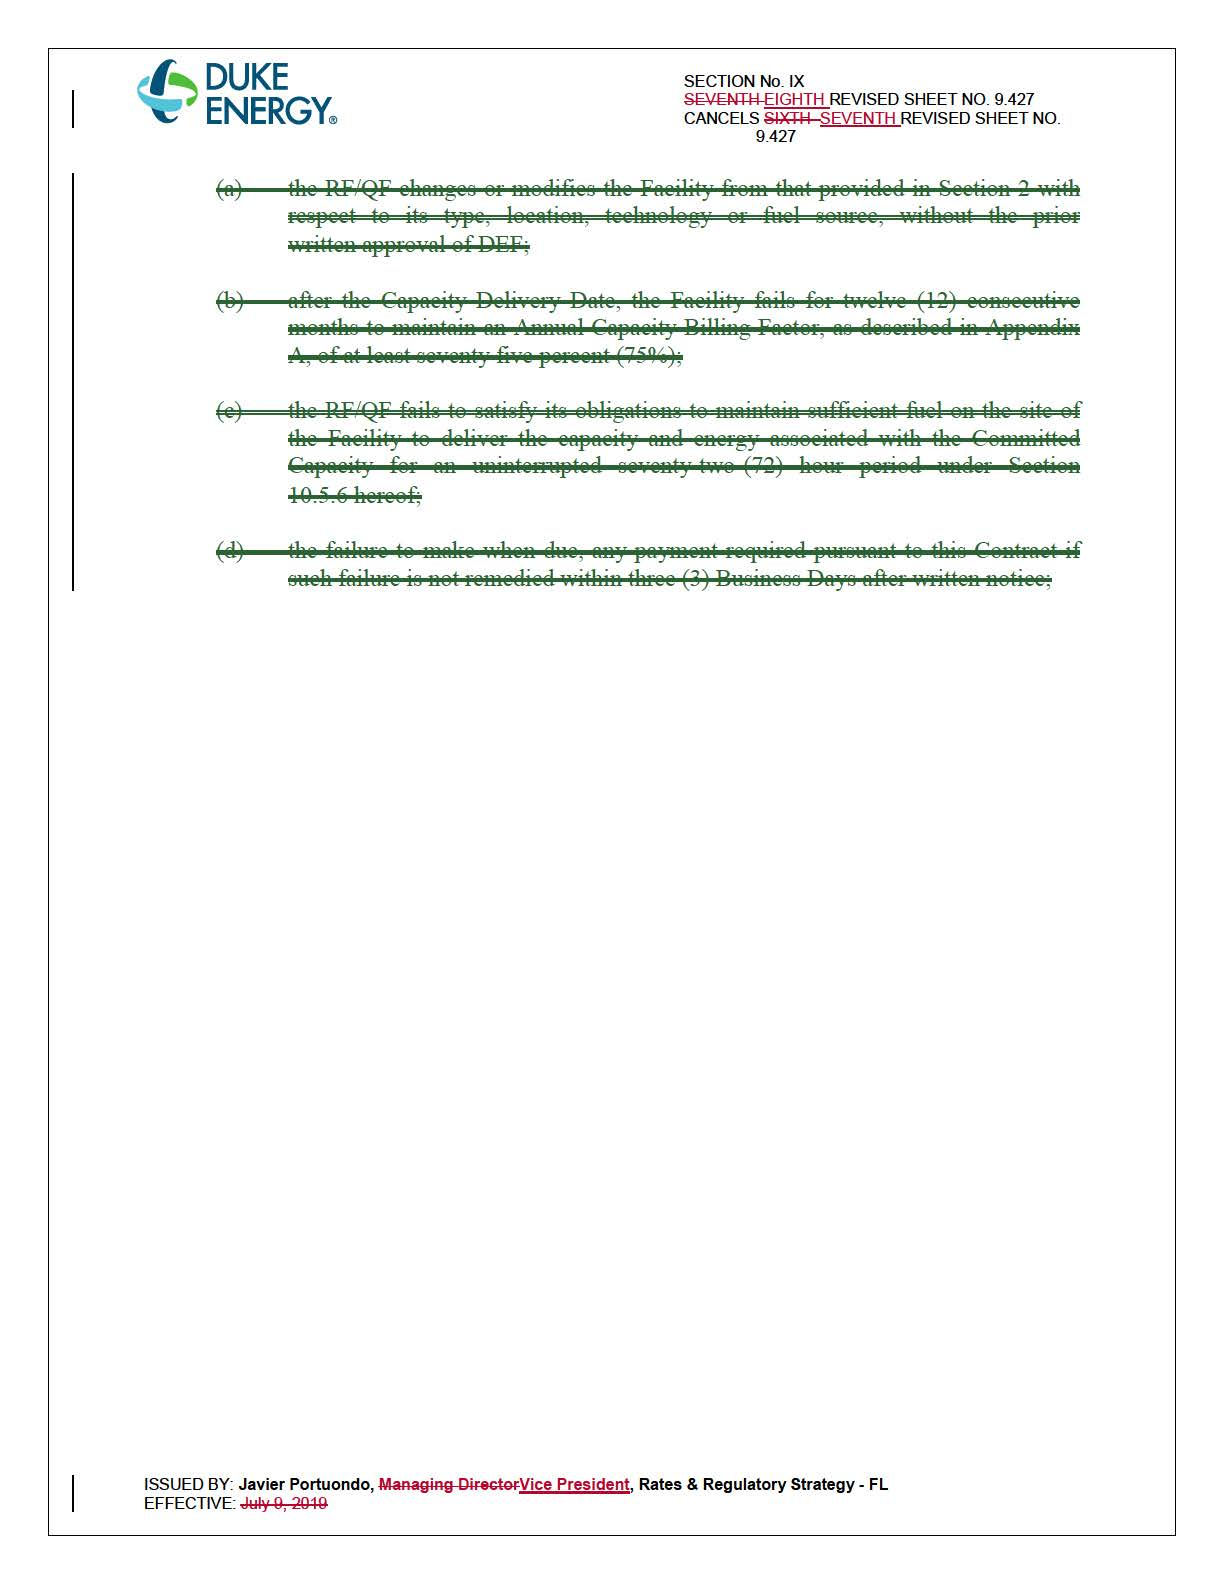 DUKE
ENERGY®
SECTION No. IX
SEVENTH EIGHTH REVISED SHEET NO. 9.427
CANCELS SIXTH SEVENTH REVISED SHEET NO.
9.427
(a) the RF/QF changes or modifies the Facility from that provided in Section 2 with
respect to its type, location, technology or fuel source, without the prior
written approval of DEF;
(b) after the Capacity Delivery Date, the Facility fails for twelve (12) consecutive
months to maintain an Annual Capacity Billing Factor, as described in Appendix
A, of at least seventy five percent (75%);
(c) the RF/QF fails to satisfy its obligations to maintain sufficient fuel on the site of
the Facility to deliver the capacity and energy associated with the Committed
Capacity for an uninterrupted seventy-two (72) hour period under Section
10.5.6 hereof;
(d) the failure to make when due, any payment required pursuant to this Contract if
such failure is not remedied within three (3) Business Days after written notice;
ISSUED BY: Javier Portuondo, Managing DirectorVice President, Rates & Regulatory Strategy - FL
EFFECTIVE: July 9, 2019